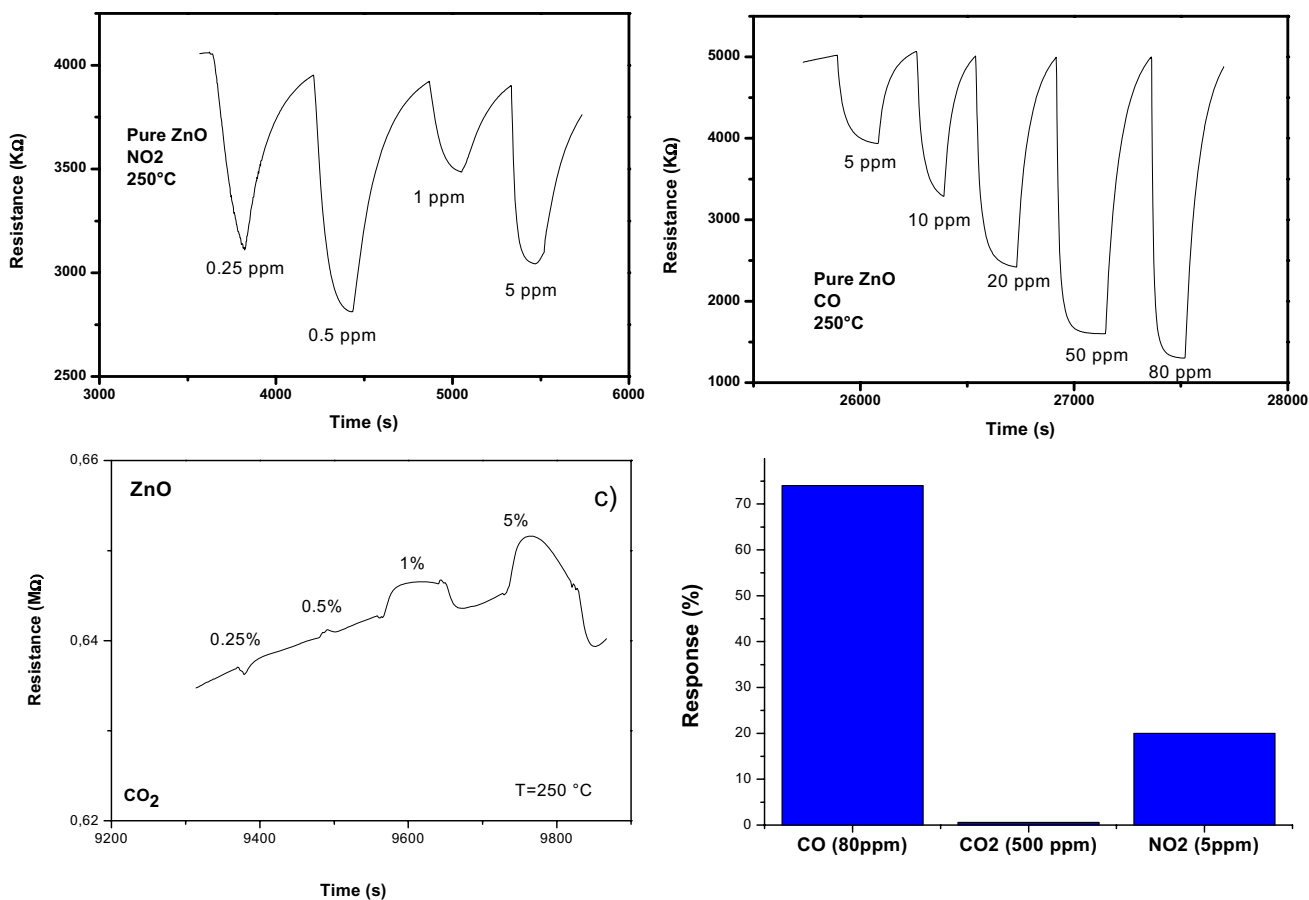 4000
3500
3000
2500
Resistance (KΩ)
Pure ZnO
NO2
250°C
0.25 ppm
0.5 ppm
1 ppm
5 ppm
3000
4000
5000
6000
Time (s)
5000
4000
3000
2000
1000
Resistance (KΩ)
5 ppm
10 ppm
20 ppm
50 ppm
80 ppm
Pure ZnO
CO
250°C
26000
27000
28000
Time (s)
0,66
0,64
0,62
Resistance (MΩ)
ZnO
c)
0.25%
0.5%
1%
5%
CO2
T=250 °C
9200
9400
9600
9800
Time (s)
70
60
50
40
30
20
10
0
Response (%)
CO (80ppm)
CO2 (500 ppm)
NO2 (5ppm)